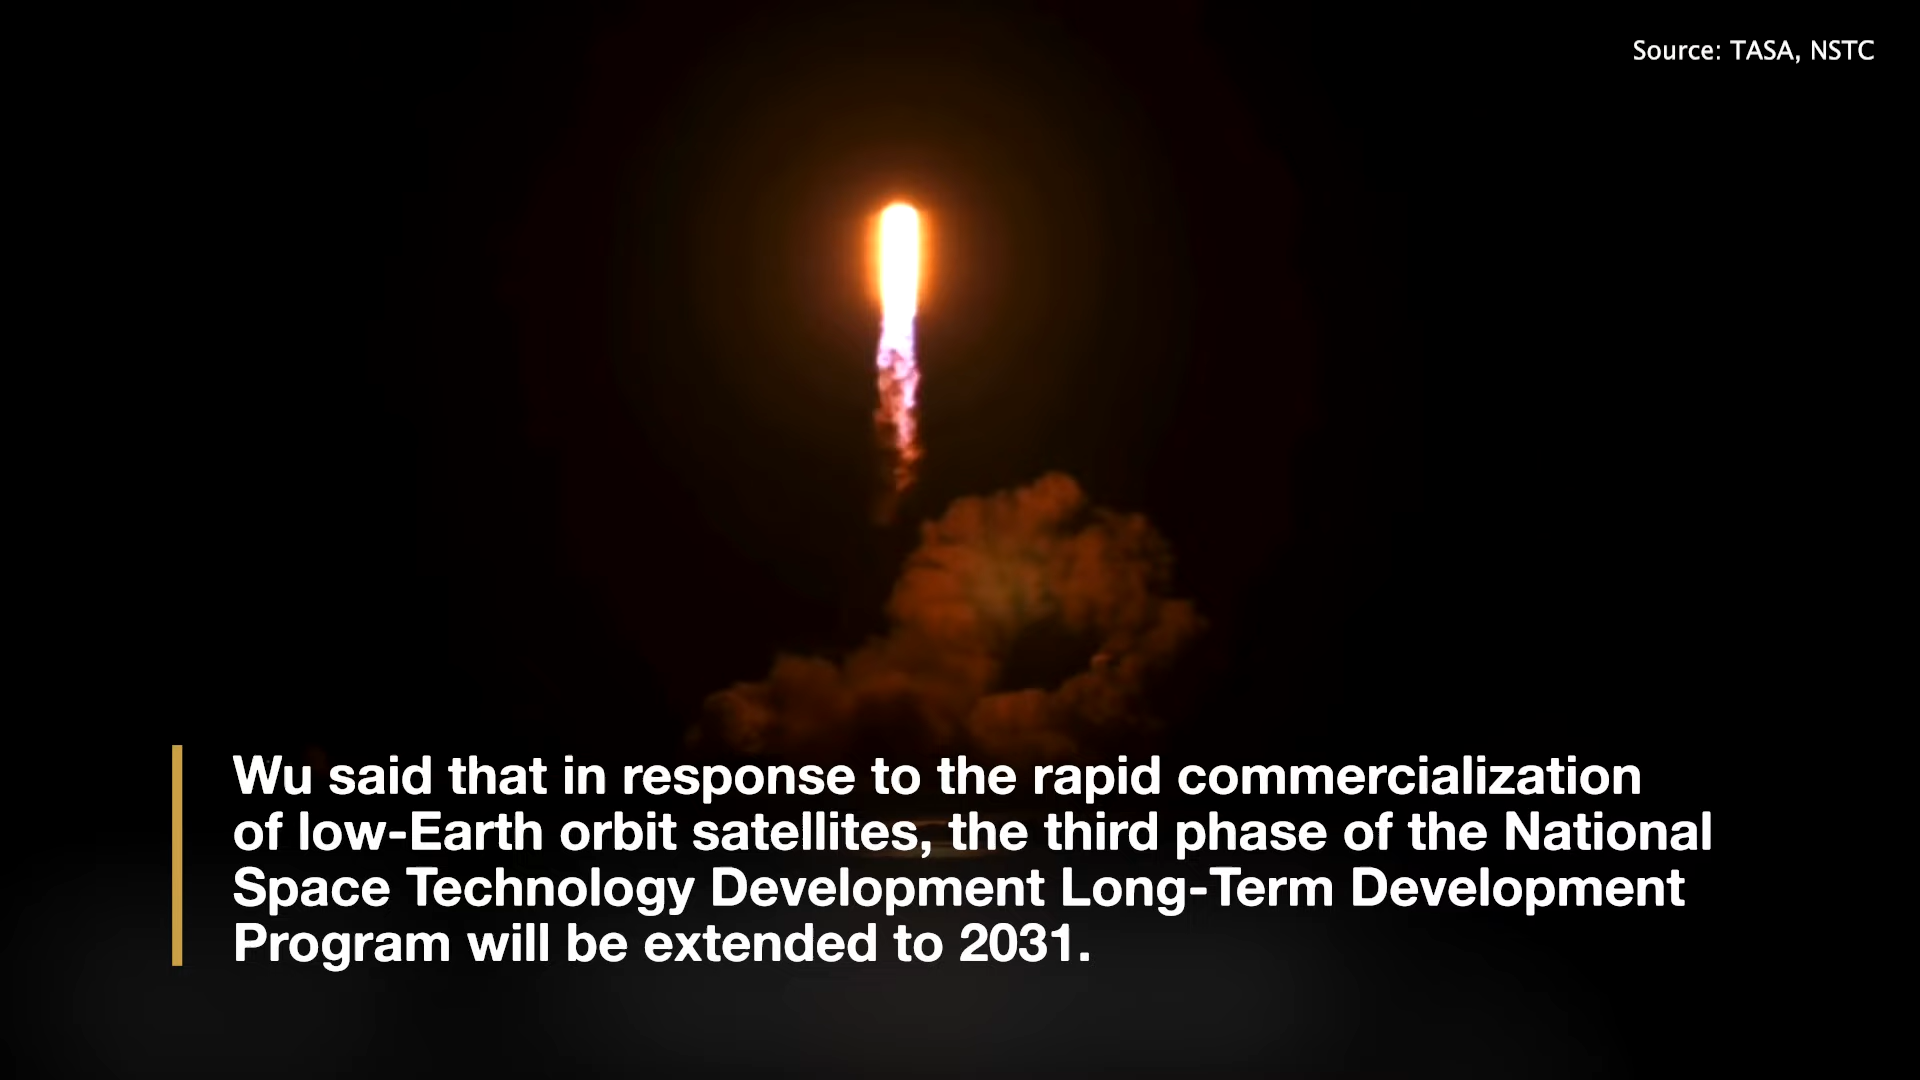 Source: TASA, NSTC
Wu said that in response to the rapid commercialization
of low-Earth orbit satellites, the third phase of the National
Space Technology Development Long-Term Development
Program will be extended to 2031.